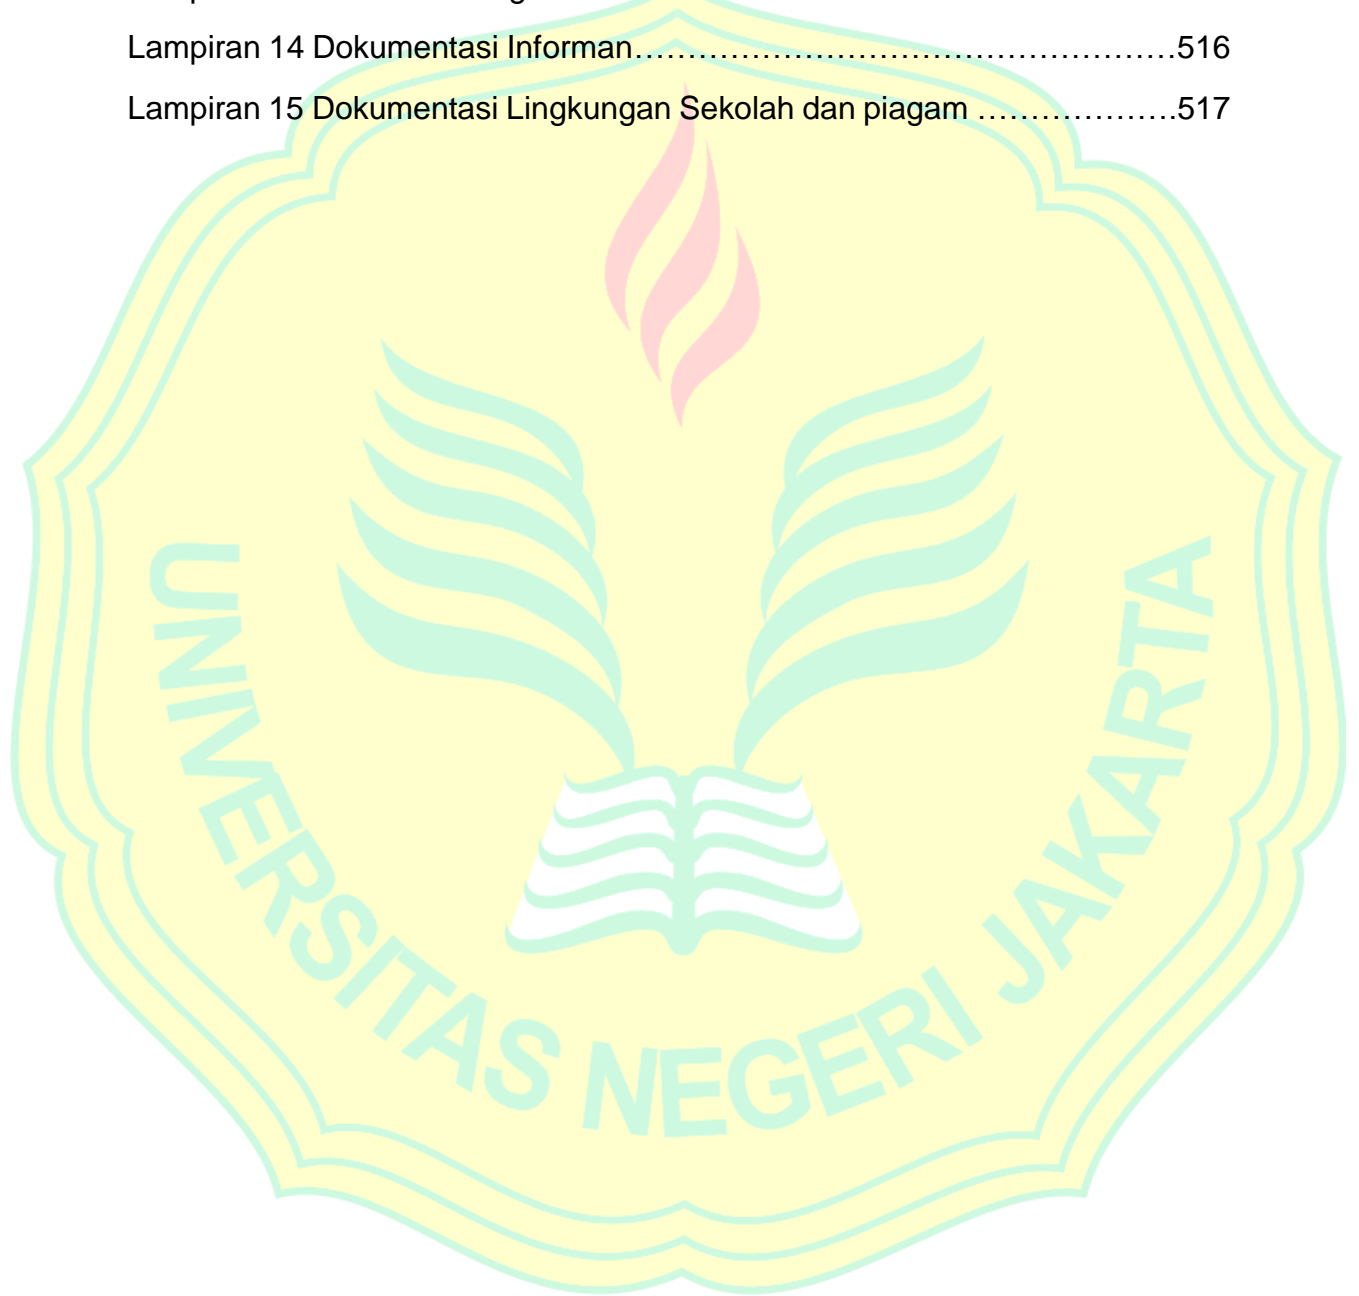 Lampiran 14 Dokumentasi Informan……………………………………………….516
Lampiran 15 Dokumentasi Lingkungan Sekolah dan piagam ……………….517
UNIVERSITAS NEGERI JAKARTA